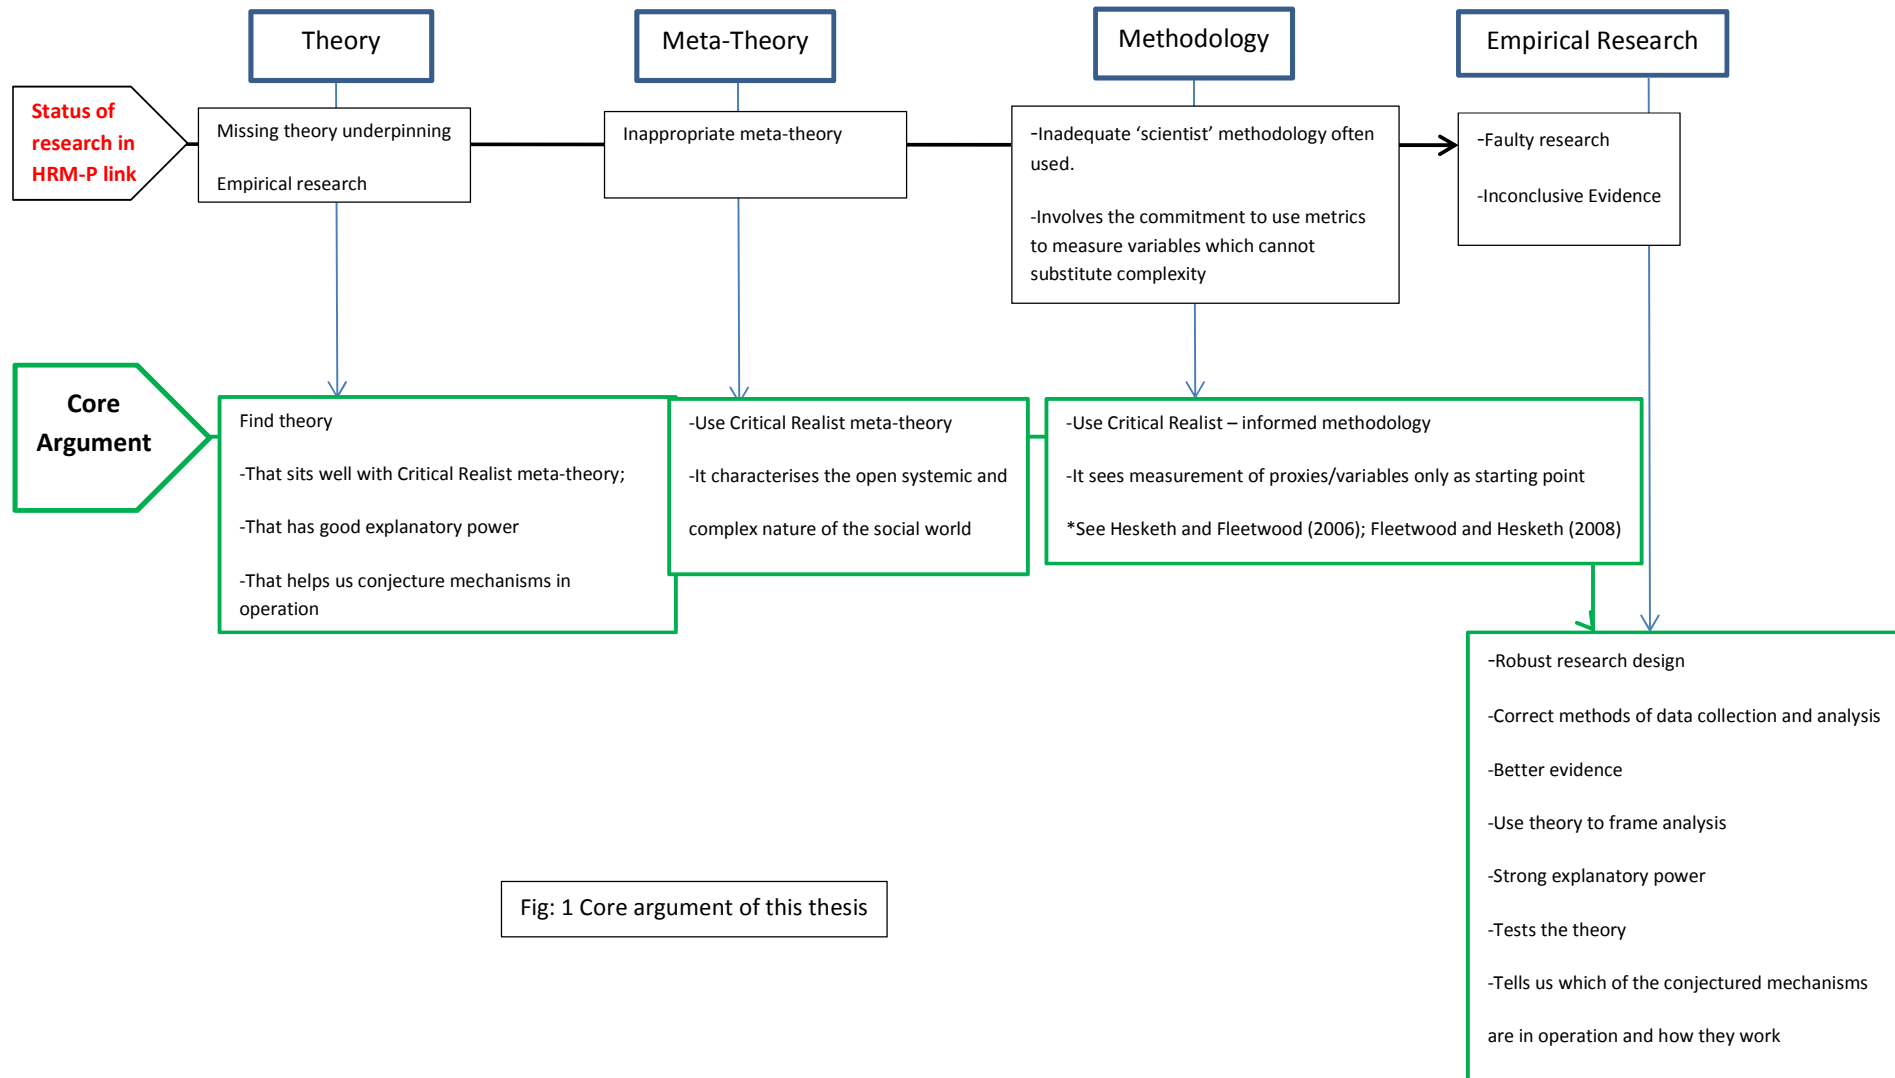 Theory
Meta-Theory
Methodology
Empirical Research
Status of
research in
HRM-P link
Missing theory underpinning
Empirical research
Inappropriate meta-theory
-Inadequate ‘scientist’ methodology often
used.
-Involves the commitment to use metrics
to measure variables which cannot
substitute complexity
-Faulty research
-Inconclusive Evidence
Core
Argument
Find theory
-That sits well with Critical Realist meta-theory;
-That has good explanatory power
-That helps us conjecture mechanisms in
operation
-Use Critical Realist meta-theory
-It characterises the open systemic and
complex nature of the social world
-Use Critical Realist – informed methodology
-It sees measurement of proxies/variables only as starting point
*See Hesketh and Fleetwood (2006); Fleetwood and Hesketh (2008)
-Robust research design
-Correct methods of data collection and analysis
-Better evidence
-Use theory to frame analysis
-Strong explanatory power
-Tests the theory
-Tells us which of the conjectured mechanisms
are in operation and how they work
Fig: 1 Core argument of this thesis